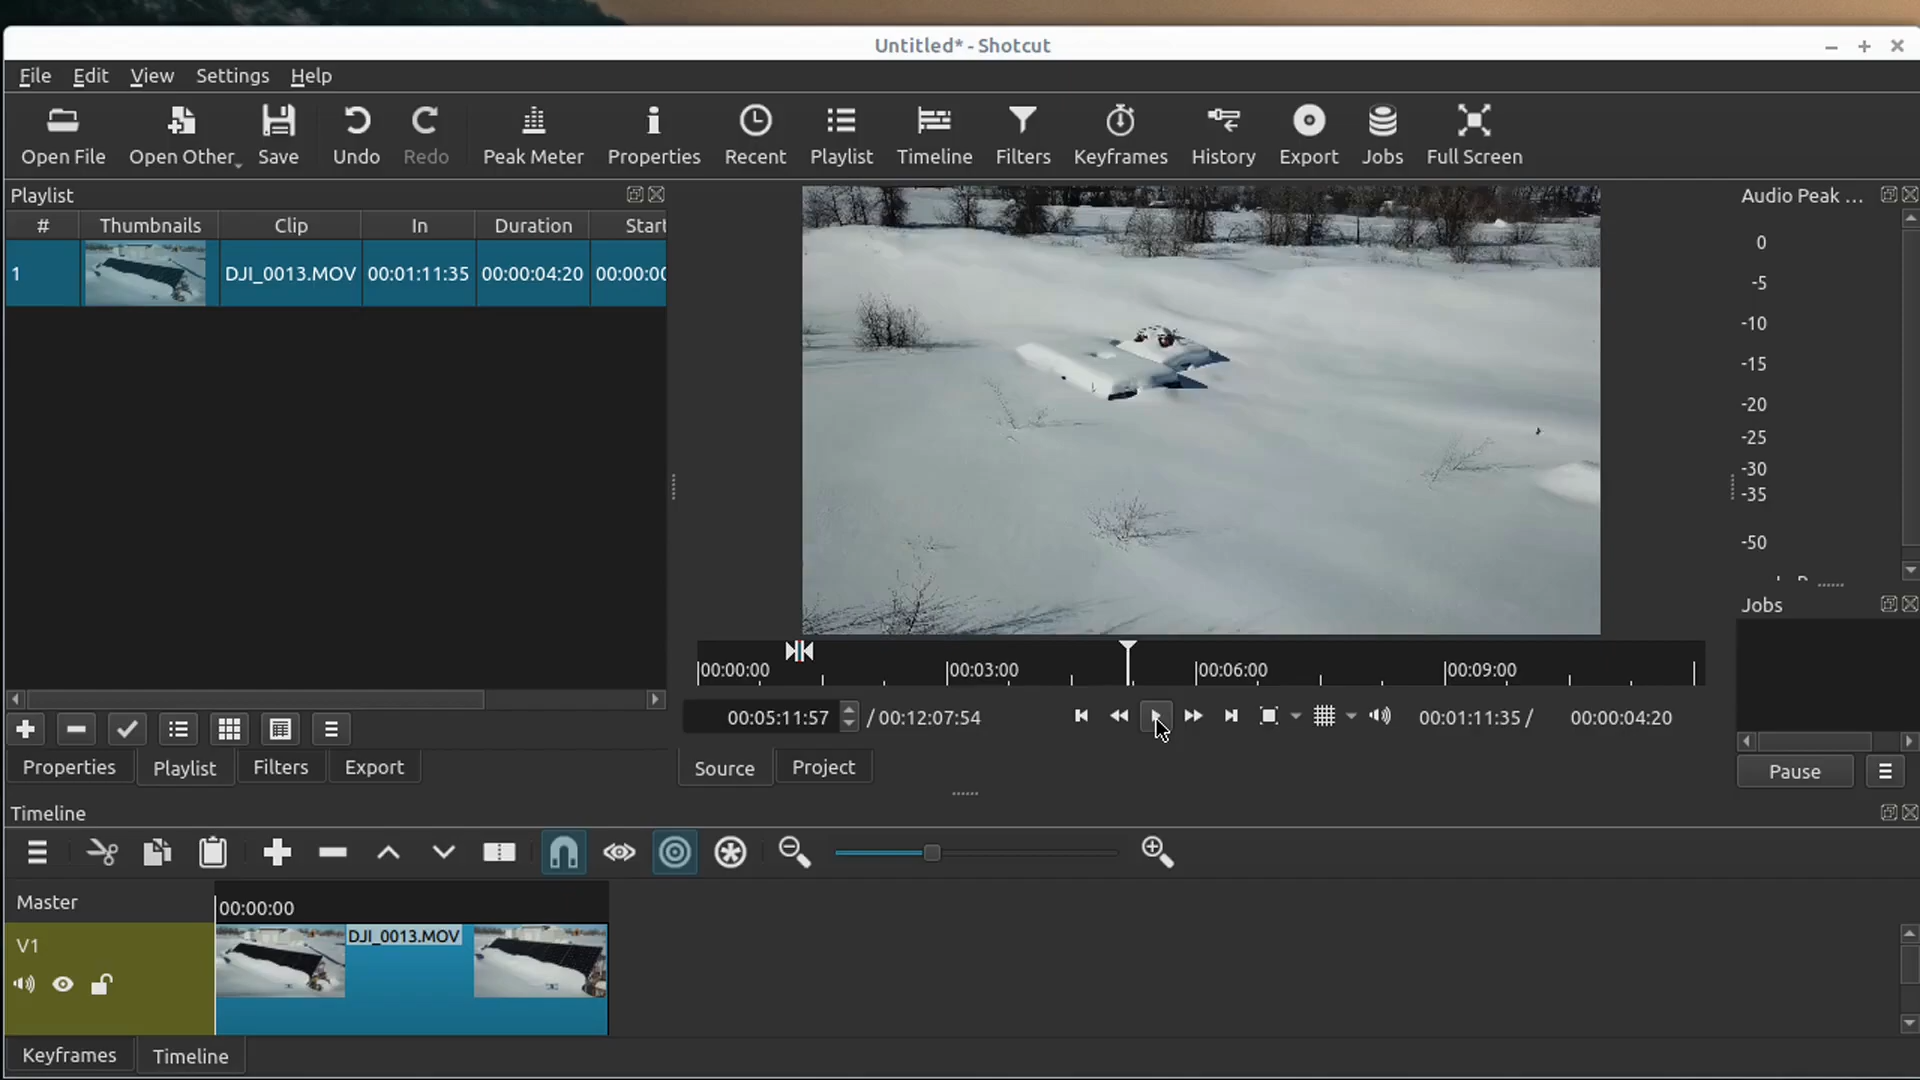 Untitled* - Shotcut
File Edit View Settings Help
Open File Open Other Save Undo Redo Peak Meter Properties Recent Playlist Timeline Filters Keyframes History Export Jobs Full Screen
Playlist
# Thumbnails Clip In Duration Start
1 DJI_0013.MOV 00:01:11:35 00:00:04:20 00:00:00
Audio Peak ...
0
-5
-10
-15
-20
-25
-30
-35
-50
00:00:00 00:03:00 00:06:00 00:09:00
00:05:11:57 / 00:12:07:54 00:01:11:35 / 00:00:04:20
Properties Playlist Filters Export
Source Project
Jobs
Pause
Timeline
Master
00:00:00
V1
DJI_0013.MOV
Keyframes Timeline